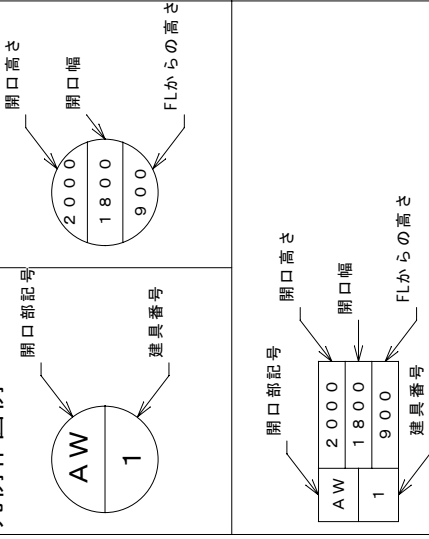 開口部記号
AW
1
建具番号
開口高さ
開口幅
FLからの高さ
2000
1800
900
開口部記号
開口高さ
開口幅
FLからの高さ
建具番号
AW
1
2000
1800
900